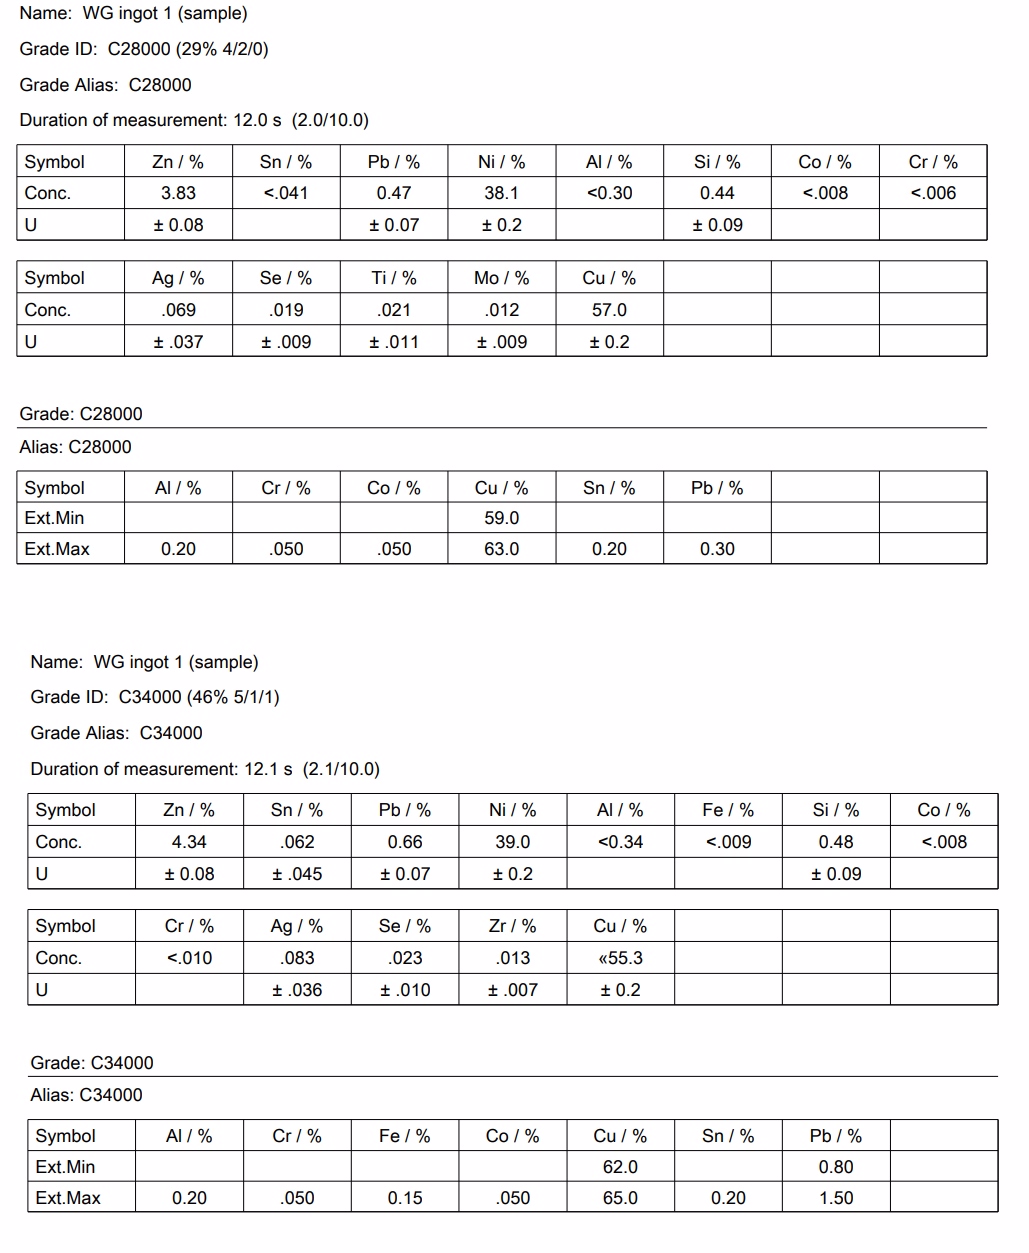 Name: WG ingot 1 (sample)
Grade ID: C28000 (29% 4/2/0)
Grade Alias: C28000
Duration of measurement: 12.0 s (2.0/10.0)
Symbol Zn / % Sn / % Pb / % Ni / % Al / % Si / % Co / % Cr / %
Conc. 3.83 <.041 0.47 38.1 <0.30 0.44 <.008 <.006
U ± 0.08 ± 0.07 ± 0.2 ± 0.09
Symbol Ag / % Se / % Ti / % Mo / % Cu / %
Conc. .069 .019 .021 .012 57.0
U ± .037 ± .009 ± .011 ± .009 ± 0.2
Grade: C28000
Alias: C28000
Symbol Al / % Cr / % Co / % Cu / % Sn / % Pb / %
Ext.Min 59.0
Ext.Max 0.20 .050 .050 63.0 0.20 0.30
Name: WG ingot 1 (sample)
Grade ID: C34000 (46% 5/1/1)
Grade Alias: C34000
Duration of measurement: 12.1 s (2.1/10.0)
Symbol Zn / % Sn / % Pb / % Ni / % Al / % Fe / % Si / % Co / %
Conc. 4.34 .062 0.66 39.0 <0.34 <.009 0.48 <.008
U ± 0.08 ± .045 ± 0.07 ± 0.2 ± 0.09
Symbol Cr / % Ag / % Se / % Zr / % Cu / %
Conc. <.010 .083 .023 .013 «55.3
U ± .036 ± .010 ± .007 ± 0.2
Grade: C34000
Alias: C34000
Symbol Al / % Cr / % Fe / % Co / % Cu / % Sn / % Pb / %
Ext.Min 62.0 0.80
Ext.Max 0.20 .050 0.15 .050 65.0 0.20 1.50